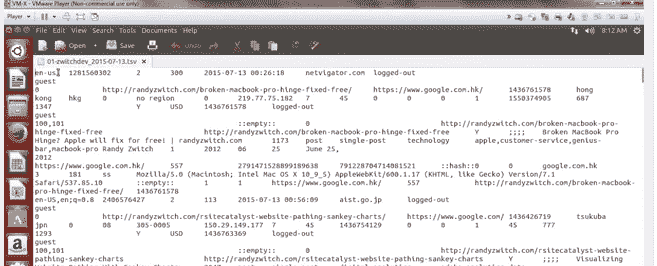 VM-X - VMware Player (Non-commercial use only)
Player
File Edit View Search Tools Documents Help 8:12 AM
Open Save Undo
01-zwitchdev_2015-07-13.tsv ×
en-us 1281560302 2 300 2015-07-13 00:26:18 netvigator.com logged-out
guest
0 http://randyzwitch.com/broken-macbook-pro-hinge-fixed-free/ https://www.google.com.hk/ 1436761578 hong
kong hkg 0 no region 0 219.77.75.182 7 45 0 0 0 1 1550374905 687
1347 Y USD 1436761578 logged-out
guest
100,101 ::empty:: 0 http://randyzwitch.com/broken-macbook-pro-
hinge-fixed-free http://randyzwitch.com/broken-macbook-pro-hinge-fixed-free Y ;;;; Broken MacBook Pro
Hinge? Apple will fix for free! | randyzwitch.com 1173 post single-post technology apple,customer-service,genius-
bar,macbook-pro Randy Zwitch 1 2012 06 25 June 25,
2012
https://www.google.com.hk/ 557 2791471528899189638 791228704714081521 ::hash::0 0 google.com.hk
3 181 ss Mozilla/5.0 (Macintosh; Intel Mac OS X 10_9_5) AppleWebKit/600.1.17 (KHTML, like Gecko) Version/7.1
Safari/537.85.10 ::empty:: 1 1 https://www.google.com.hk/ 557 http://randyzwitch.com/broken-macbook-
pro-hinge-fixed-free/ 1436761578
en-US,en;q=0.8 2406576427 2 113 2015-07-13 00:56:09 aist.go.jp logged-out
guest
0 http://randyzwitch.com/rsitecatalyst-website-pathing-sankey-charts/ https://www.google.com/ 1436426719 tsukuba
jpn 0 08 305-0005 150.29.149.177 7 45 1436754129 0 0 0 1 45 777
1293 Y USD 1436763369 logged-out
guest
100,101 ::empty:: 0 http://randyzwitch.com/rsitecatalyst-website-
pathing-sankey-charts http://randyzwitch.com/rsitecatalyst-website-pathing-sankey-charts Y ;;;; Visualizing